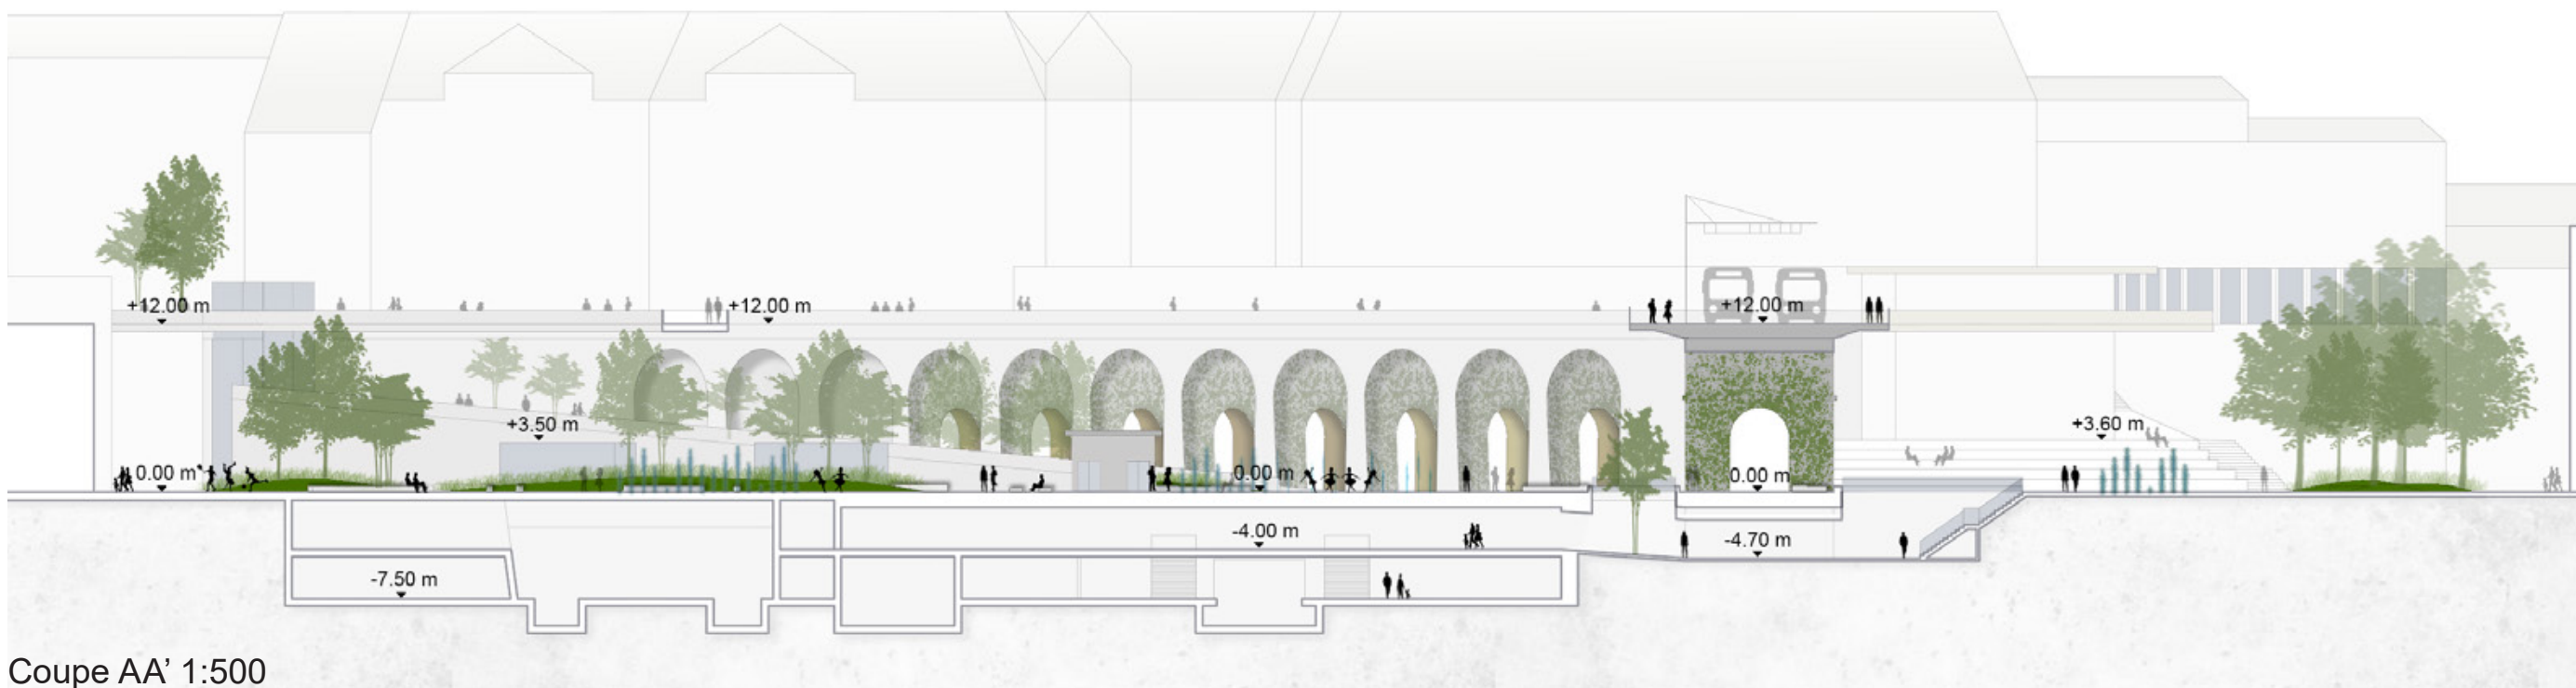 +12.00 m
+12.00 m
+12.00 m
+3.50 m
+3.60 m
0.00 m
0.00 m
0.00 m
-4.00 m
-4.70 m
-7.50 m
Coupe AA’ 1:500